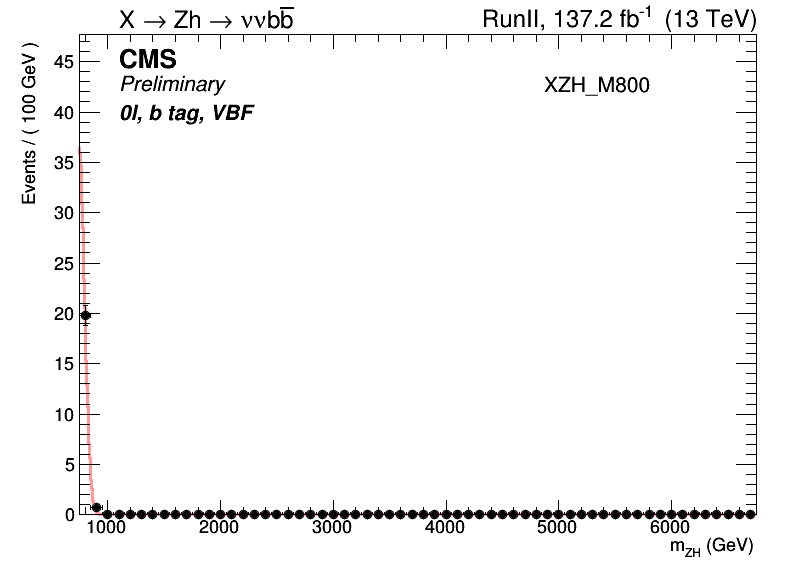 X → Zh → ννbb̅ RunII, 137.2 fb⁻¹ (13 TeV)
CMS
Preliminary
0l, b tag, VBF
XZH_M800
Events / ( 100 GeV )
45
40
35
30
25
20
15
10
5
0
1000 2000 3000 4000 5000 6000
m_ZH (GeV)